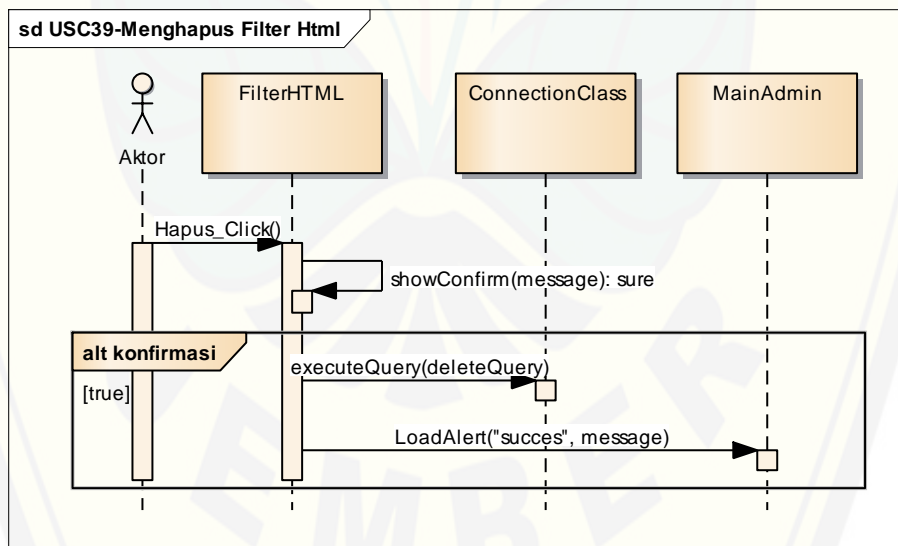 sd USC39-Menghapus Filter Html
FilterHTML
ConnectionClass
MainAdmin
Aktor
Hapus_Click()
showConfirm(message): sure
alt konfirmasi
executeQuery(deleteQuery)
[true]
LoadAlert("succes", message)
EMBER